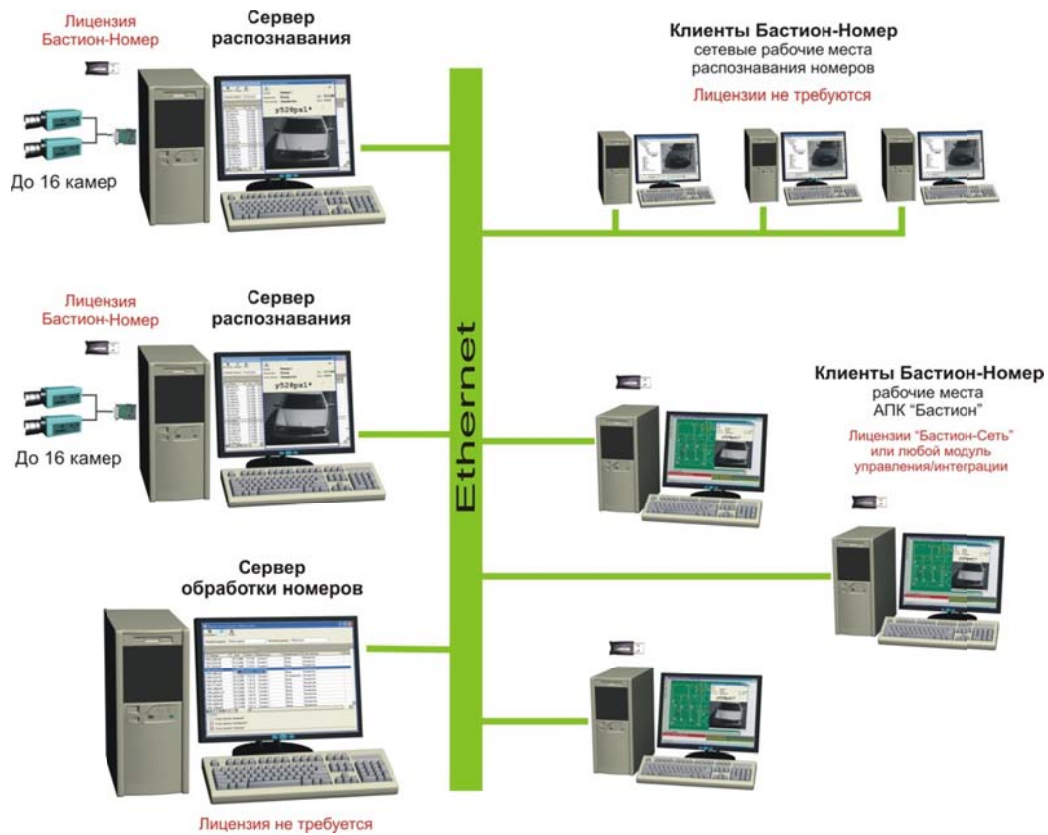 Лицензия
Бастион-Номер
Сервер
распознавания
До 16 камер
Клиенты Бастион-Номер
сетевые рабочие места
распознавания номеров
Лицензии не требуются
Лицензия
Бастион-Номер
Сервер
распознавания
До 16 камер
Ethernet
Клиенты Бастион-Номер
рабочие места
АПК "Бастион"
Лицензии "Бастион-Сеть"
или любой модуль
управления/интеграции
Сервер
обработки номеров
Лицензия не требуется